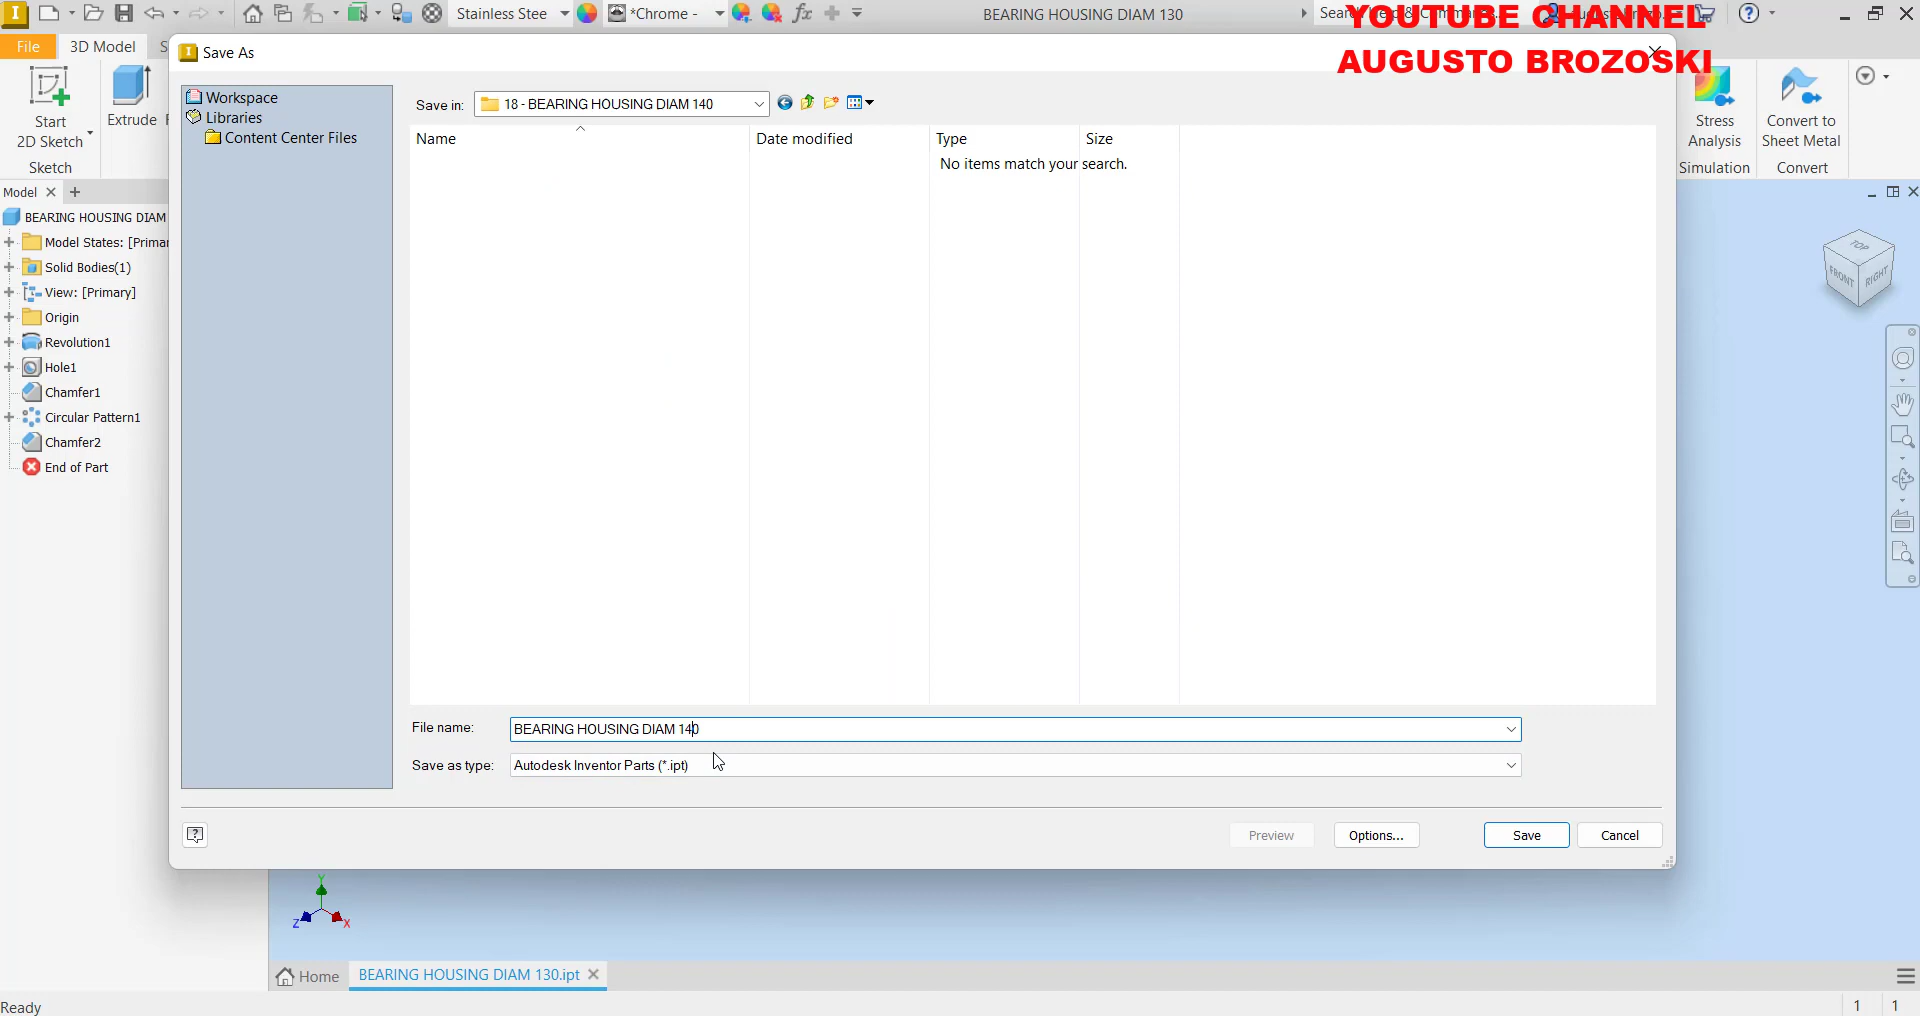 Stainless Stee
*Chrome -
BEARING HOUSING DIAM 130
YOUTUBE CHANNEL
AUGUSTO BROZOSKI
File
3D Model
S
Save As
Start
2D Sketch
Extrude
Sketch
Stress
Analysis
Convert to
Sheet Metal
Simulation
Convert
Workspace
Libraries
Content Center Files
Save in:
18 - BEARING HOUSING DIAM 140
Name
Date modified
Type
Size
No items match your search.
Model
BEARING HOUSING DIAM
Model States: [Primar
Solid Bodies(1)
View: [Primary]
Origin
Revolution1
Hole1
Chamfer1
Circular Pattern1
Chamfer2
End of Part
TOP
FRONT
RIGHT
File name:
BEARING HOUSING DIAM 140
Save as type:
Autodesk Inventor Parts (*.ipt)
Preview
Options...
Save
Cancel
Y
Z
X
Home
BEARING HOUSING DIAM 130.ipt
Ready
1
1